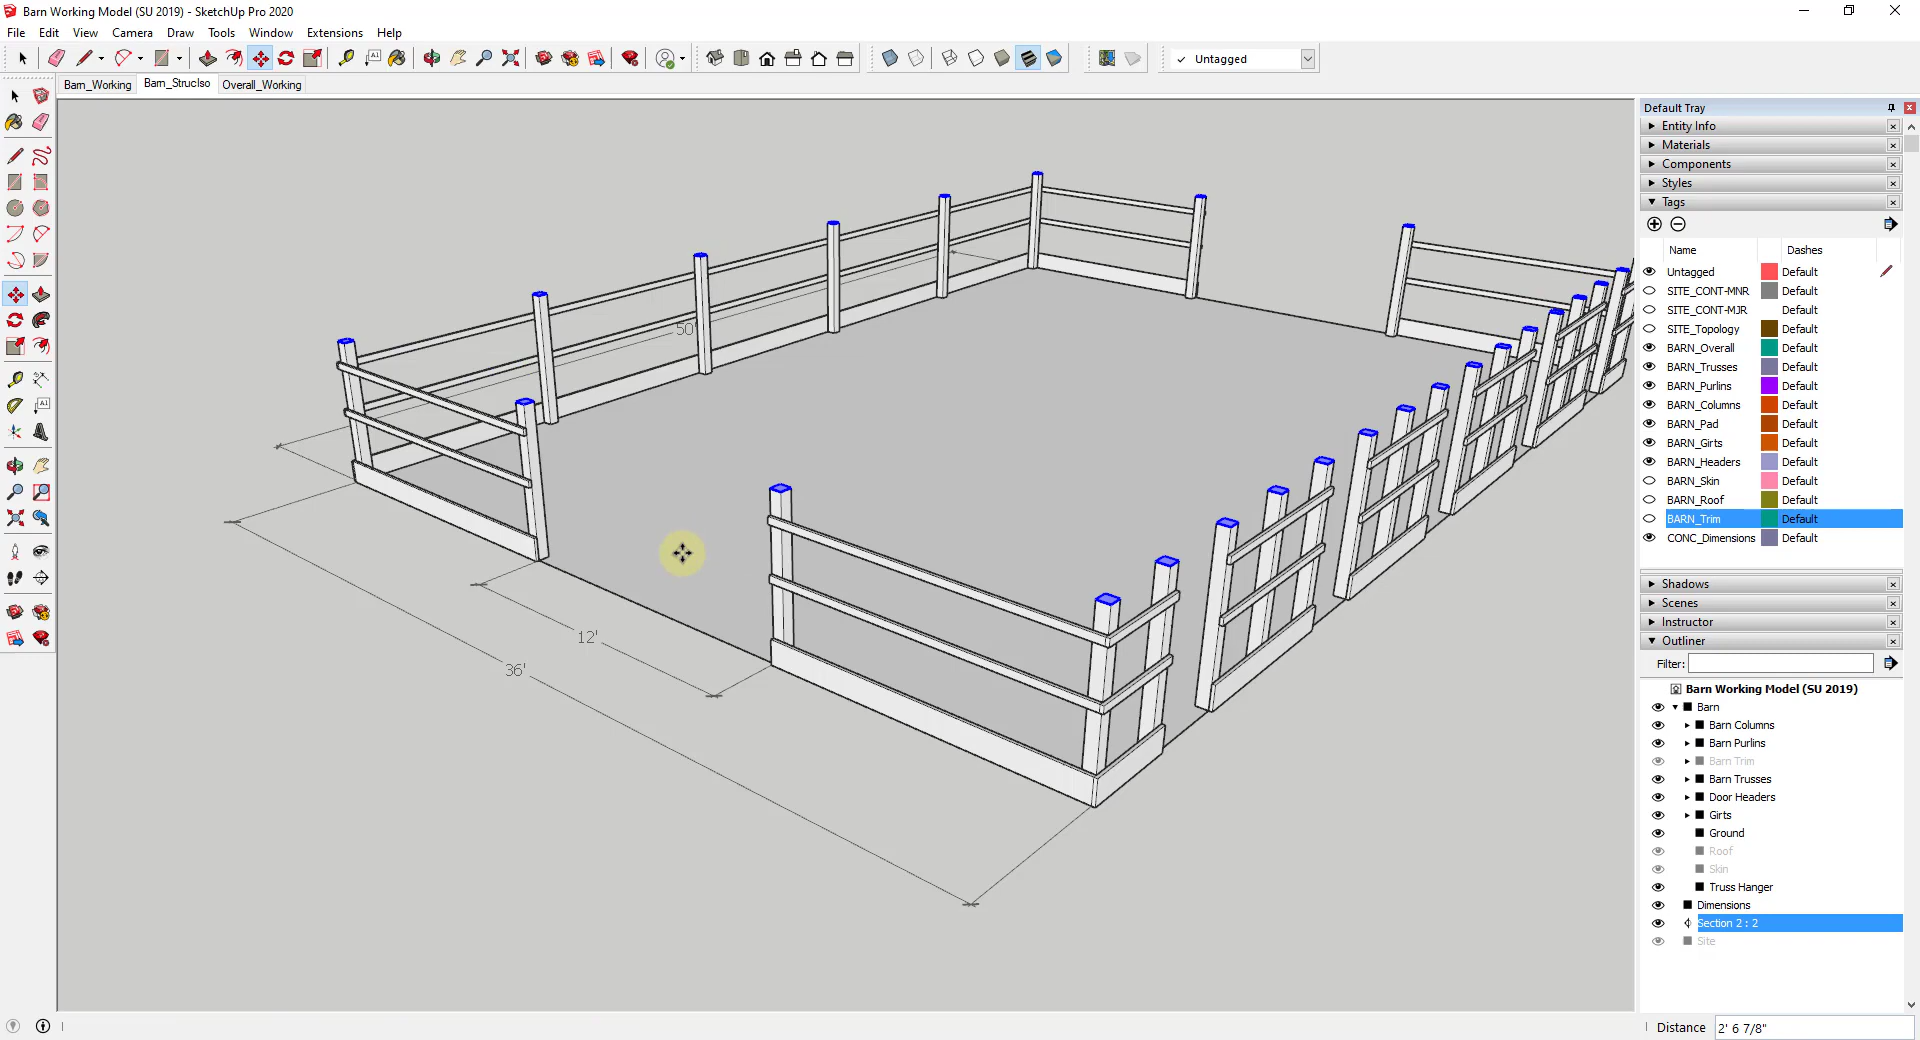 Barn Working Model (SU 2019) - SketchUp Pro 2020
File Edit View Camera Draw Tools Window Extensions Help
Untagged
Barn_Working Barn_StrucIso Overall_Working
Default Tray
Entity Info
Materials
Components
Styles
Tags
Name Dashes
Untagged Default
SITE_CONT-MNR Default
SITE_CONT-MJR Default
SITE_Topology Default
BARN_Overall Default
BARN_Trusses Default
BARN_Purlins Default
BARN_Columns Default
BARN_Pad Default
BARN_Girts Default
BARN_Headers Default
BARN_Skin Default
BARN_Roof Default
BARN_Trim Default
CONC_Dimensions Default
Shadows
Scenes
Instructor
Outliner
Filter:
Barn Working Model (SU 2019)
Barn
Barn Columns
Barn Purlins
Barn Trim
Barn Trusses
Door Headers
Girts
Ground
Roof
Skin
Truss Hanger
Dimensions
Section 2 : 2
Site
50'
12'
36'
Distance 2' 6 7/8"